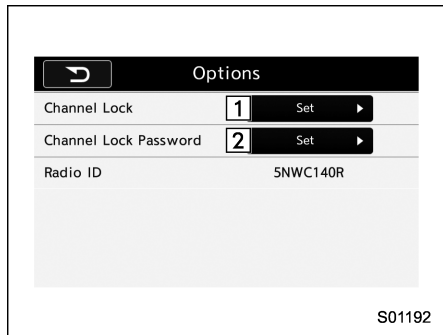 Options
Channel Lock 1 Set
Channel Lock Password 2 Set
Radio ID 5NWC140R
S01192